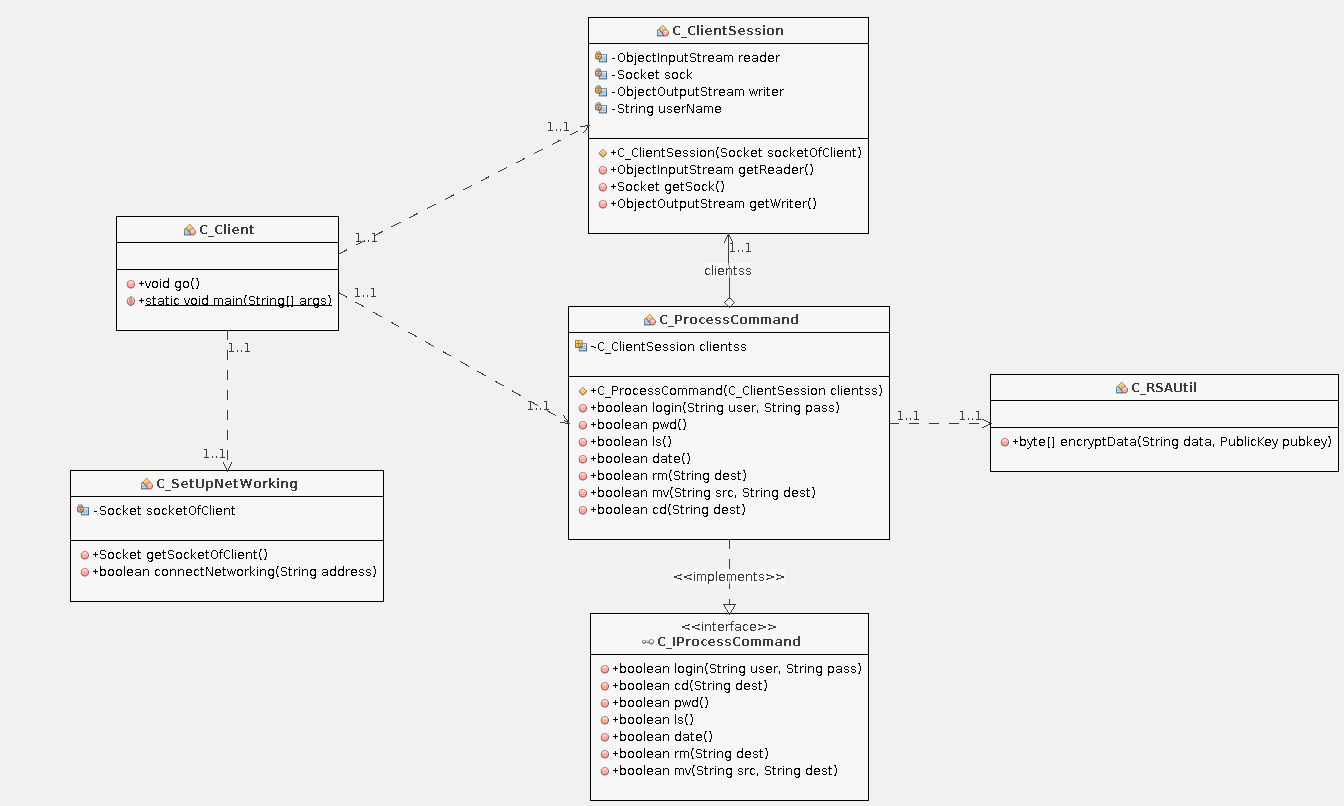 C_ClientSession
-ObjectInputStream reader
-Socket sock
-ObjectOutputStream writer
-String userName
+C_ClientSession(Socket socketOfClient)
+ObjectInputStream getReader()
+Socket getSock()
+ObjectOutputStream getWriter()
1..1
1..1
C_Client
+void go()
+static void main(String[] args)
1..1
clientss
1..1
1..1
C_ProcessCommand
~C_ClientSession clientss
+C_ProcessCommand(C_ClientSession clientss)
+boolean login(String user, String pass)
+boolean pwd()
+boolean ls()
+boolean date()
+boolean rm(String dest)
+boolean mv(String src, String dest)
+boolean cd(String dest)
1..1
1..1
C_RSAUtil
+byte[] encryptData(String data, PublicKey pubkey)
1..1
1..1
C_SetUpNetWorking
-Socket socketOfClient
+Socket getSocketOfClient()
+boolean connectNetworking(String address)
1..1
<<implements>>
<<interface>>
C_IProcessCommand
+boolean login(String user, String pass)
+boolean cd(String dest)
+boolean pwd()
+boolean ls()
+boolean date()
+boolean rm(String dest)
+boolean mv(String src, String dest)